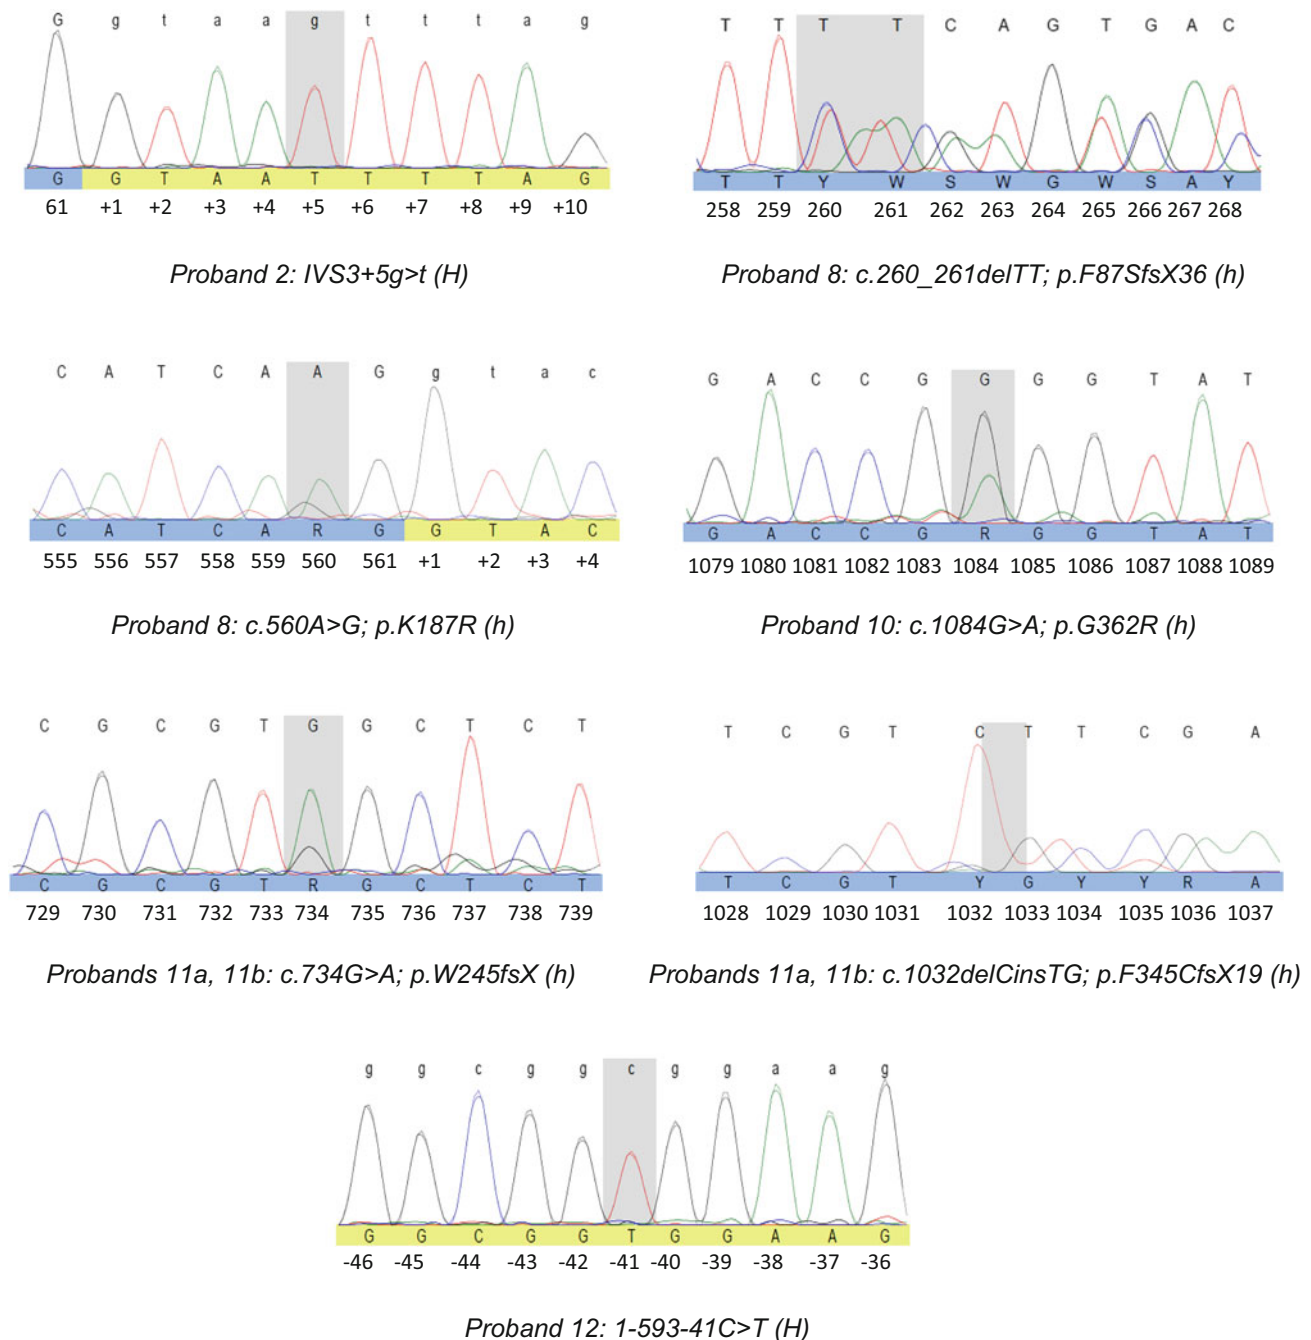 G g t a a g t t t a g
G G T A A T T T T A G
61 +1 +2 +3 +4 +5 +6 +7 +8 +9 +10
Proband 2: IVS3+5g>t (H)
T T T T C A G T G A C
T T Y W S W G W S A Y
258 259 260 261 262 263 264 265 266 267 268
Proband 8: c.260_261delTT; p.F87SfsX36 (h)
C A T C A A G g t a c
C A T C A R G G T A C
555 556 557 558 559 560 561 +1 +2 +3 +4
Proband 8: c.560A>G; p.K187R (h)
G A C C G G G G T A T
G A C C G R G G T A T
1079 1080 1081 1082 1083 1084 1085 1086 1087 1088 1089
Proband 10: c.1084G>A; p.G362R (h)
C G C G T G G C T C T
C G C G T R G C T C T
729 730 731 732 733 734 735 736 737 738 739
Probands 11a, 11b: c.734G>A; p.W245fsX (h)
T C G T C T T C G A
T C G T Y G Y Y R A
1028 1029 1030 1031 1032 1033 1034 1035 1036 1037
Probands 11a, 11b: c.1032delCinsTG; p.F345CfsX19 (h)
g g c g g c g g a a g
G G C G G T G G A A G
-46 -45 -44 -43 -42 -41 -40 -39 -38 -37 -36
Proband 12: 1-593-41C>T (H)